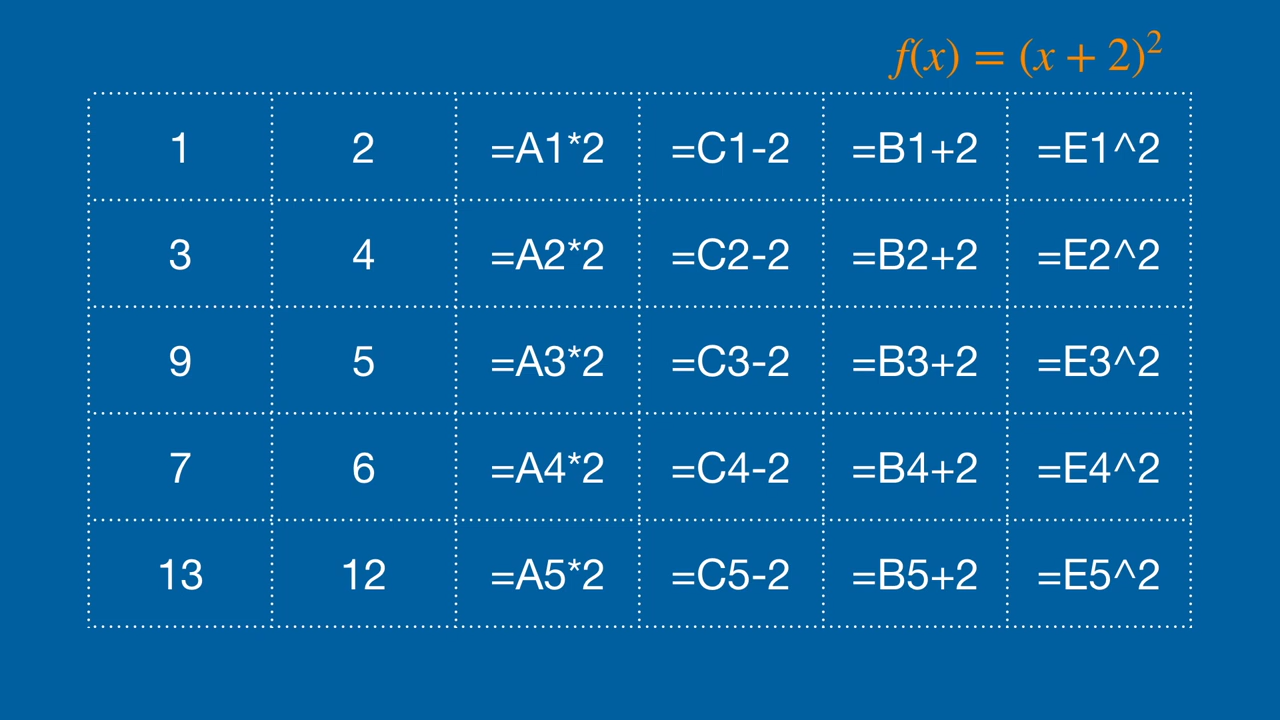 f(x) = (x + 2)²
1 2 =A1*2 =C1-2 =B1+2 =E1^2
3 4 =A2*2 =C2-2 =B2+2 =E2^2
9 5 =A3*2 =C3-2 =B3+2 =E3^2
7 6 =A4*2 =C4-2 =B4+2 =E4^2
13 12 =A5*2 =C5-2 =B5+2 =E5^2